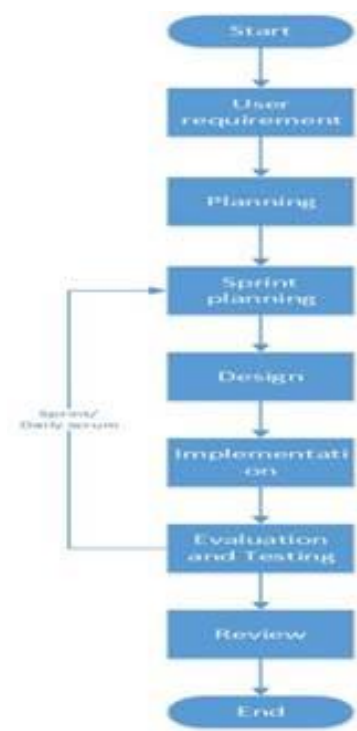 Start
User
requirement
Planning
Sprint
planning
Design
Sprint/
Daily scrum
Implementati
on
Evaluation
and Testing
Review
End